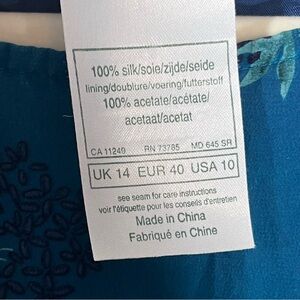 100% silk/soie/zijde/seide
lining/doublure/voering/futterstoff
100% acetate/acétate/
acetaat/acetat
CA 11249 RN 73785 MD 645 SR
UK 14 EUR 40 USA 10
see seam for care instructions
voir l'étiquette pour les conseils d'entretien
Made in China
Fabriqué en Chine